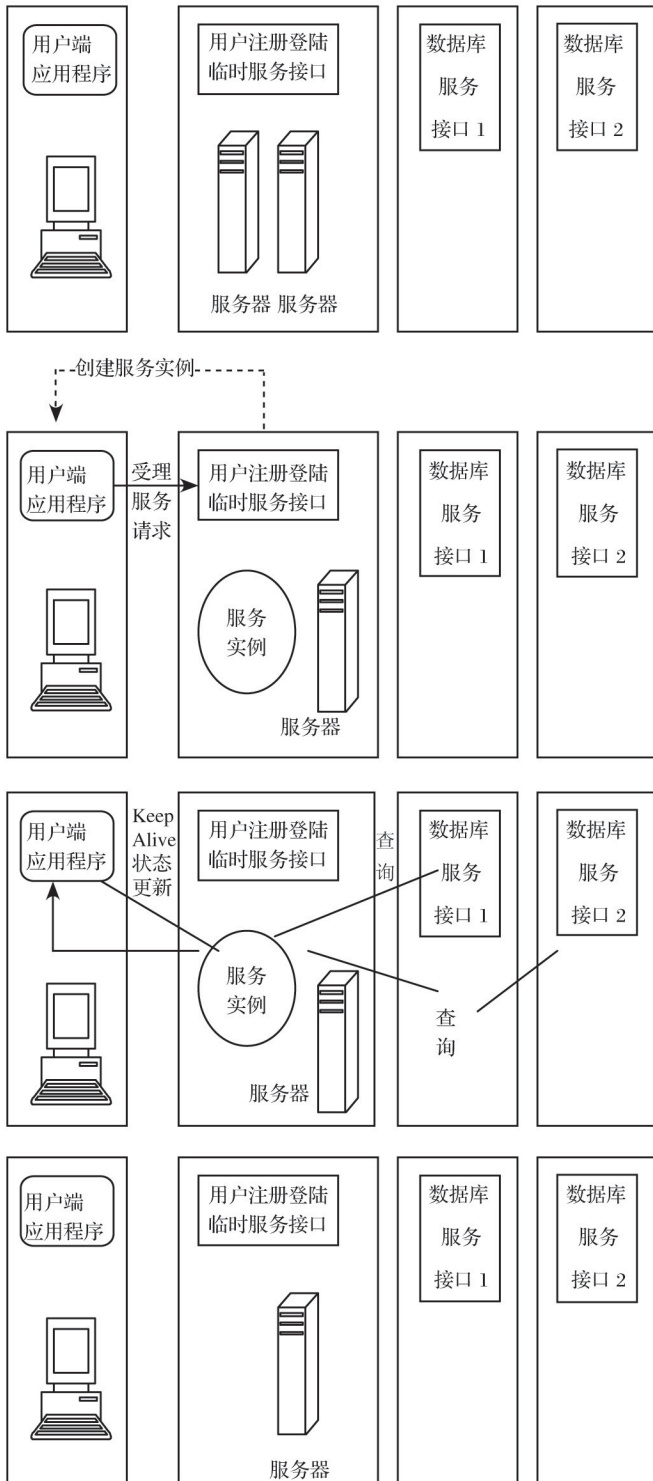 用户端
应用程序
用户注册登陆
临时服务接口
数据库
服务
接口 1
数据库
服务
接口 2
服务器 服务器
创建服务实例
用户端
应用程序
受理
服务
请求
用户注册登陆
临时服务接口
数据库
服务
接口 1
数据库
服务
接口 2
服务
实例
服务器
用户端
应用程序
Keep
Alive
状态
更新
用户注册登陆
临时服务接口
查
询
数据库
服务
接口 1
数据库
服务
接口 2
服务
实例
查
询
服务器
用户端
应用程序
用户注册登陆
临时服务接口
数据库
服务
接口 1
数据库
服务
接口 2
服务器